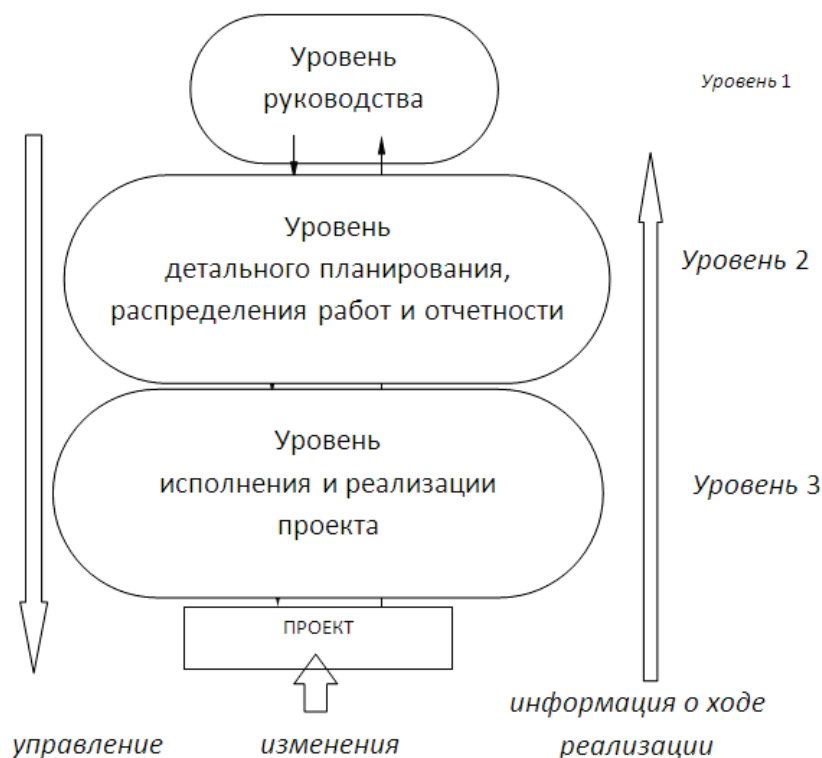 Уровень
руководства
Уровень 1
Уровень
детального планирования,
распределения работ и отчетности
Уровень 2
Уровень
исполнения и реализации
проекта
Уровень 3
ПРОЕКТ
управление
изменения
информация о ходе
реализации